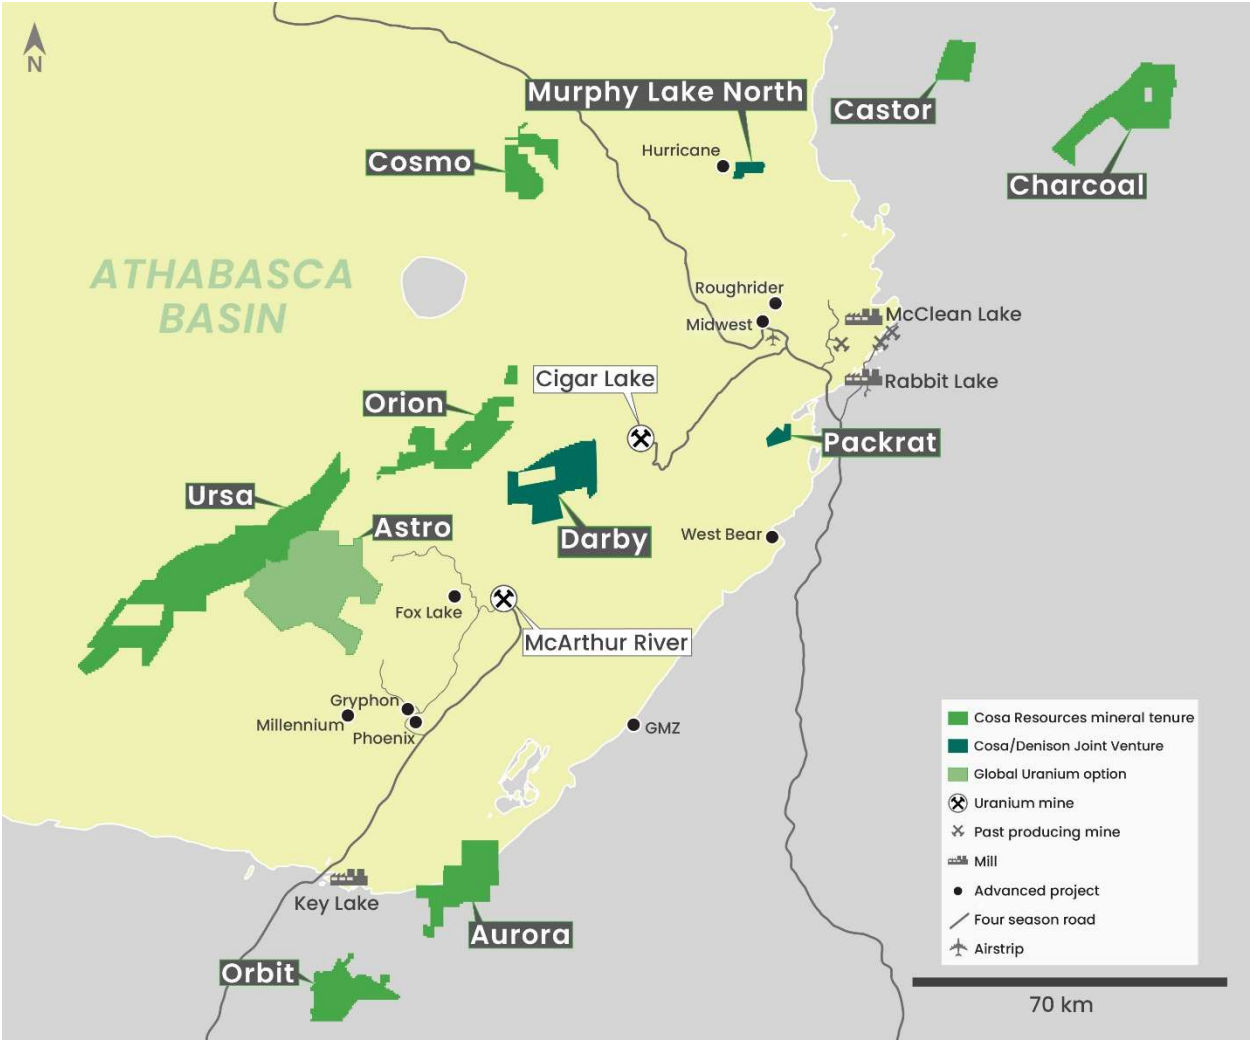 N
Murphy Lake North
Castor
Charcoal
Cosmo
Hurricane
ATHABASCA
BASIN
Roughrider
Midwest
McClean Lake
Rabbit Lake
Cigar Lake
Orion
Packrat
Ursa
Astro
Darby
West Bear
Fox Lake
McArthur River
Gryphon
Millennium
Phoenix
GMZ
Key Lake
Aurora
Orbit
Cosa Resources mineral tenure
Cosa/Denison Joint Venture
Global Uranium option
Uranium mine
Past producing mine
Mill
Advanced project
Four season road
Airstrip
70 km